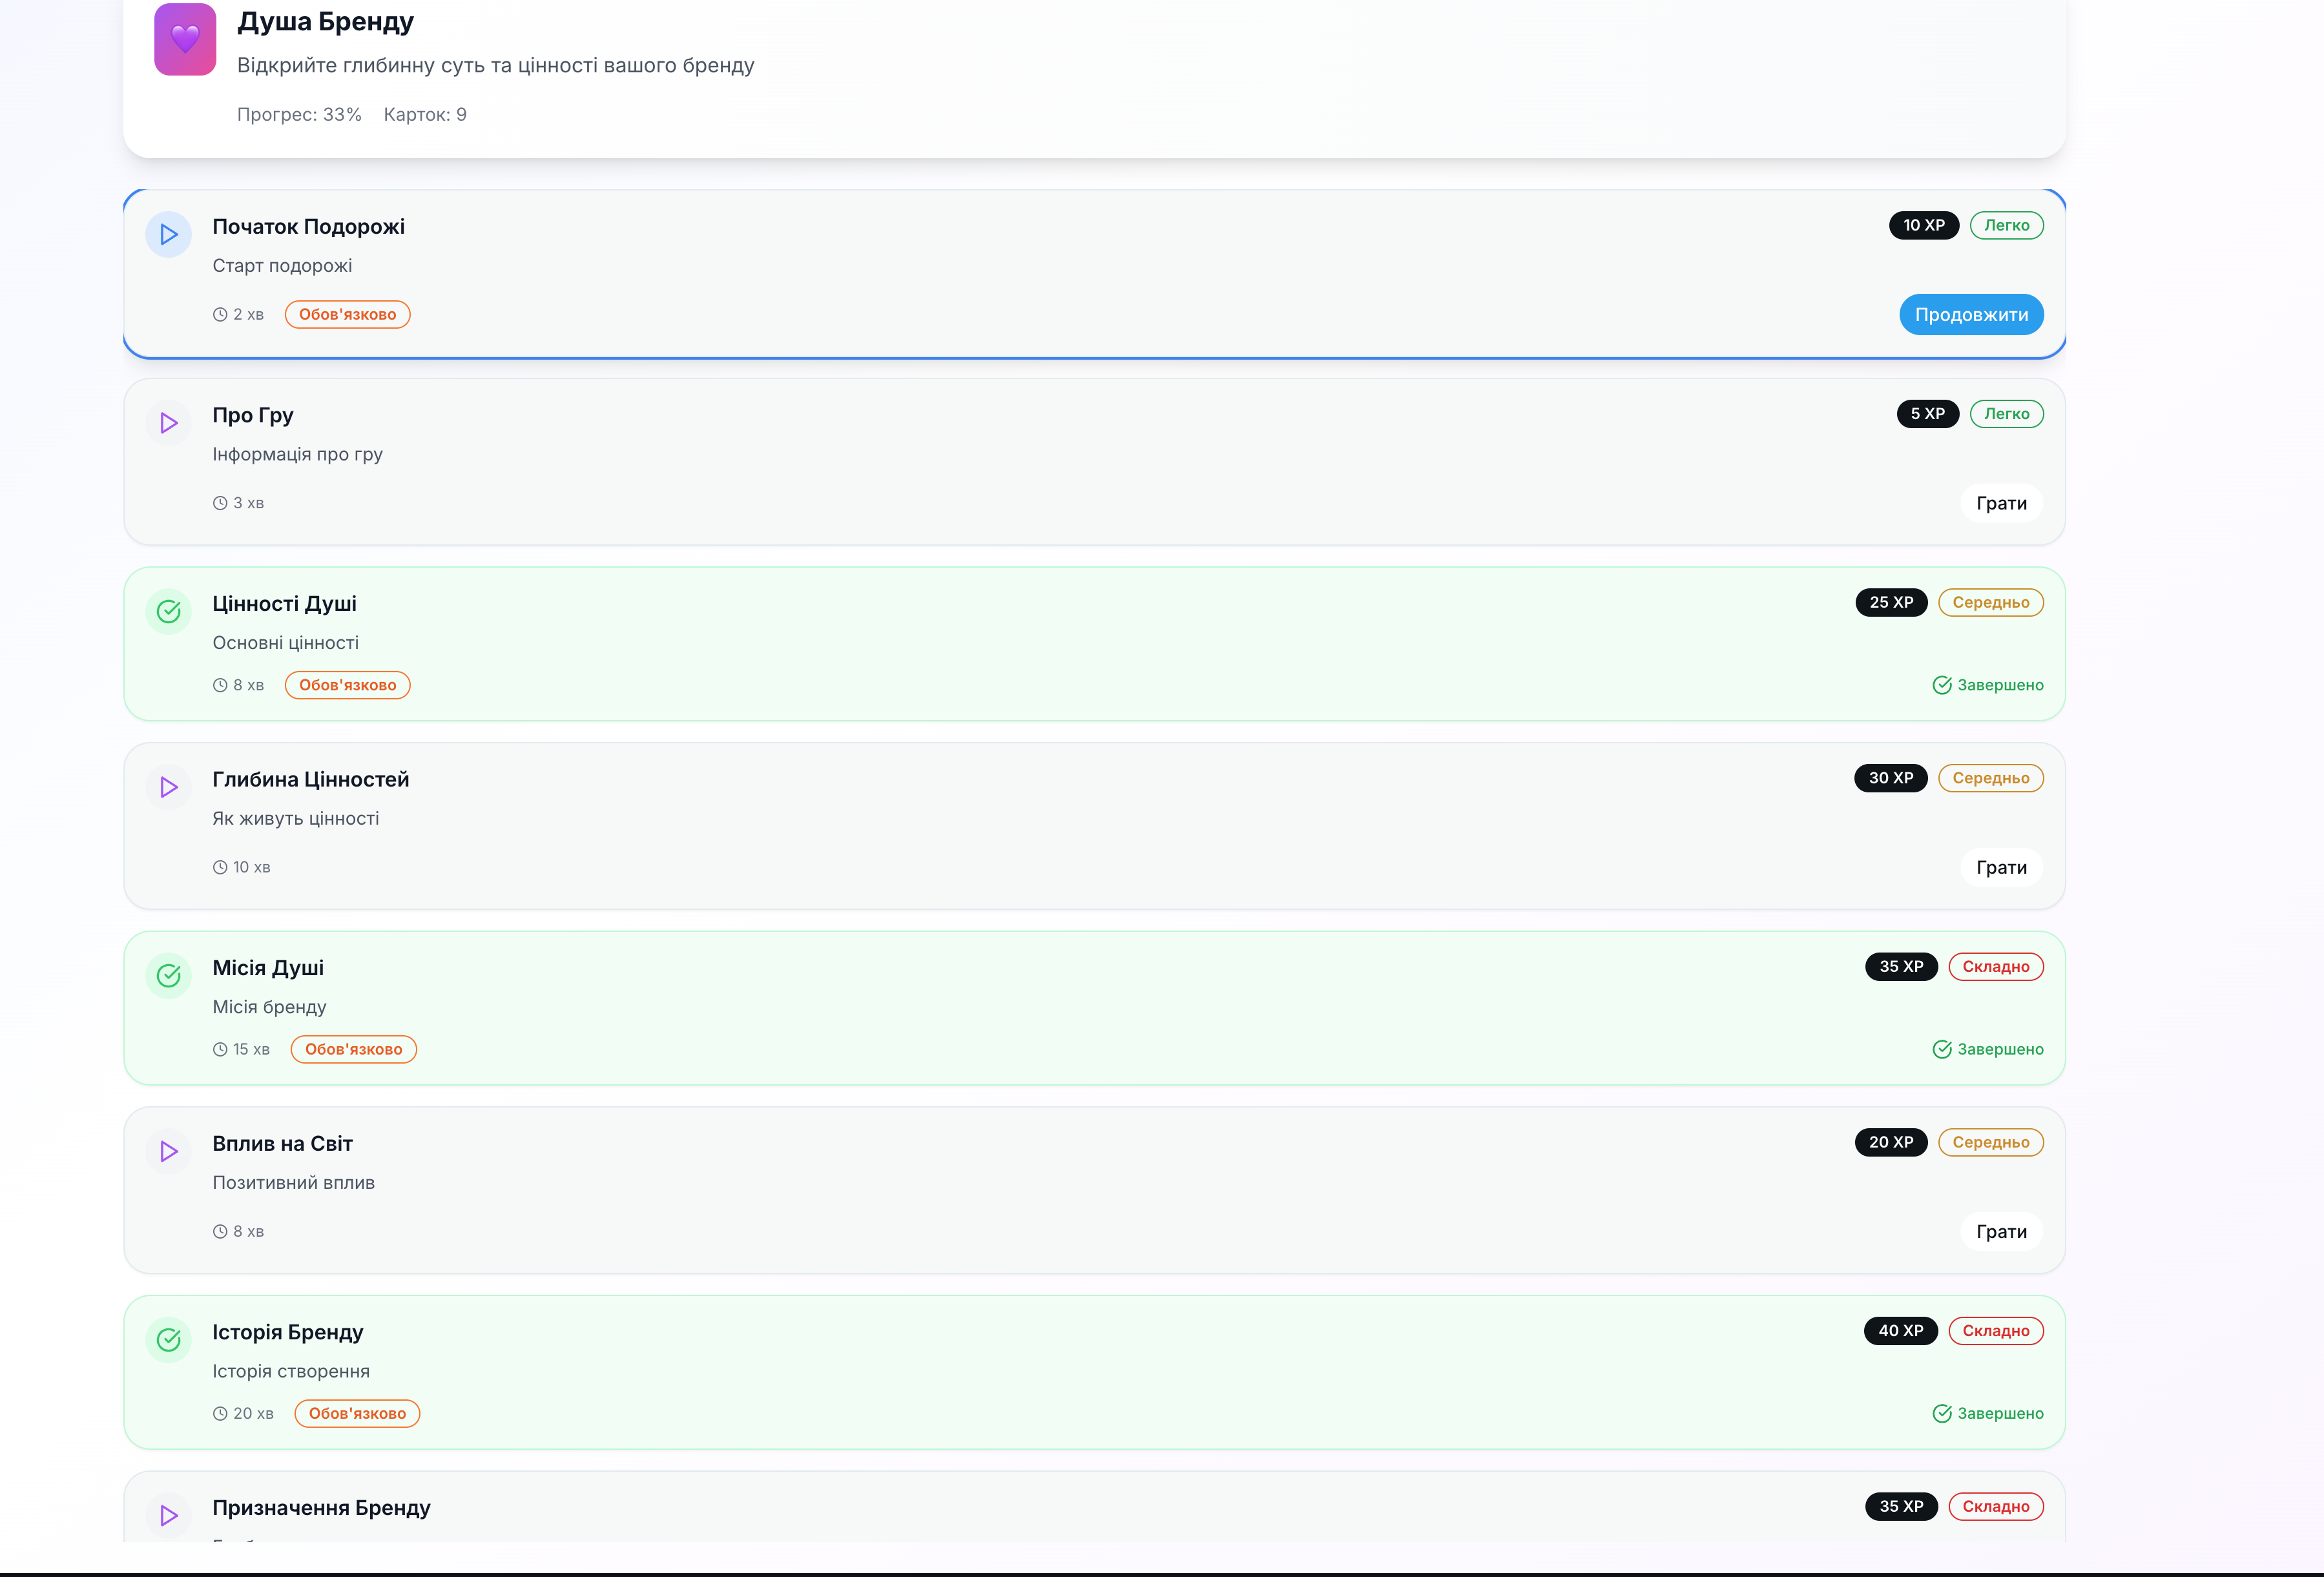 Душа Бренду
Відкрийте глибинну суть та цінності вашого бренду
Прогрес: 33% Карток: 9
Початок Подорожі 10 XP Легко
Старт подорожі
2 хв Обов'язково Продовжити
Про Гру 5 XP Легко
Інформація про гру
3 хв Грати
Цінності Душі 25 XP Середньо
Основні цінності
8 хв Обов'язково Завершено
Глибина Цінностей 30 XP Середньо
Як живуть цінності
10 хв Грати
Місія Душі 35 XP Складно
Місія бренду
15 хв Обов'язково Завершено
Вплив на Світ 20 XP Середньо
Позитивний вплив
8 хв Грати
Історія Бренду 40 XP Складно
Історія створення
20 хв Обов'язково Завершено
Призначення Бренду 35 XP Складно